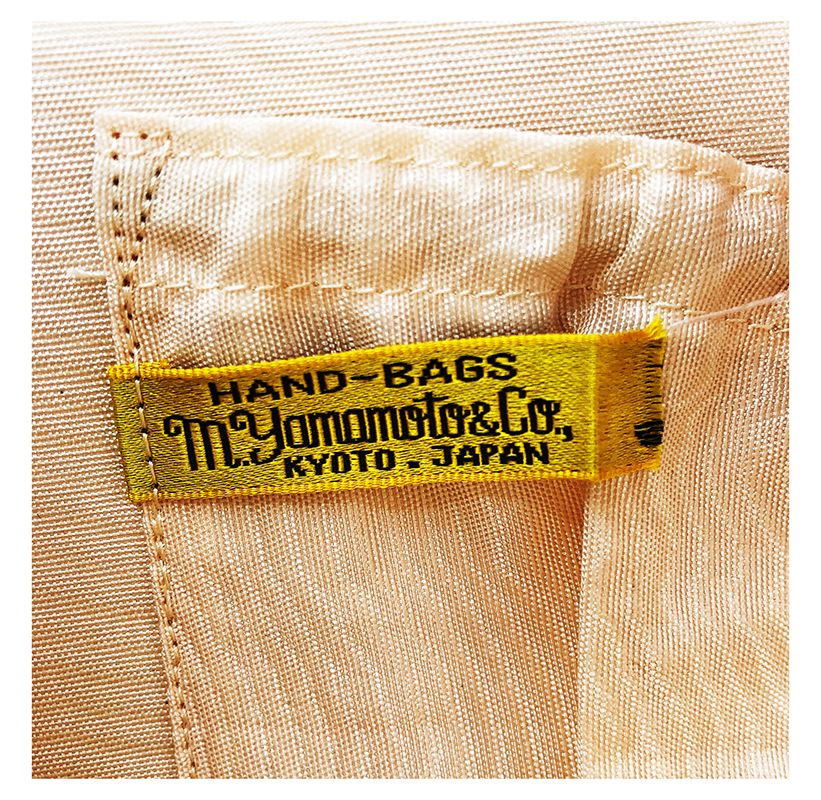 HAND-BAGS
M.Yamamoto&Co.,
KYOTO . JAPAN